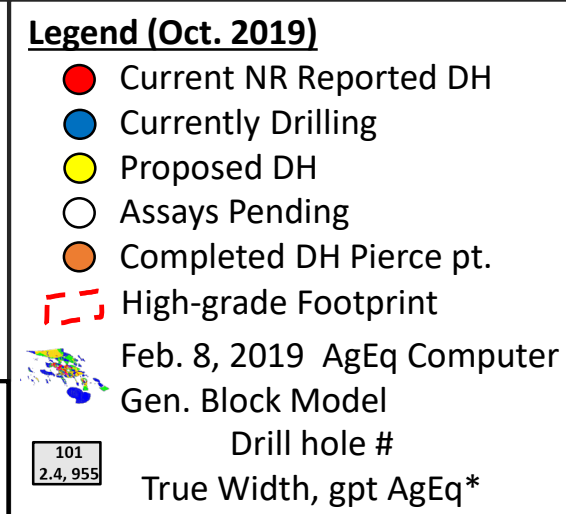 Legend (Oct. 2019)
Current NR Reported DH
Currently Drilling
Proposed DH
Assays Pending
Completed DH Pierce pt.
High-grade Footprint
Feb. 8, 2019 AgEq Computer
Gen. Block Model
Drill hole #
101
2.4, 955
True Width, gpt AgEq*